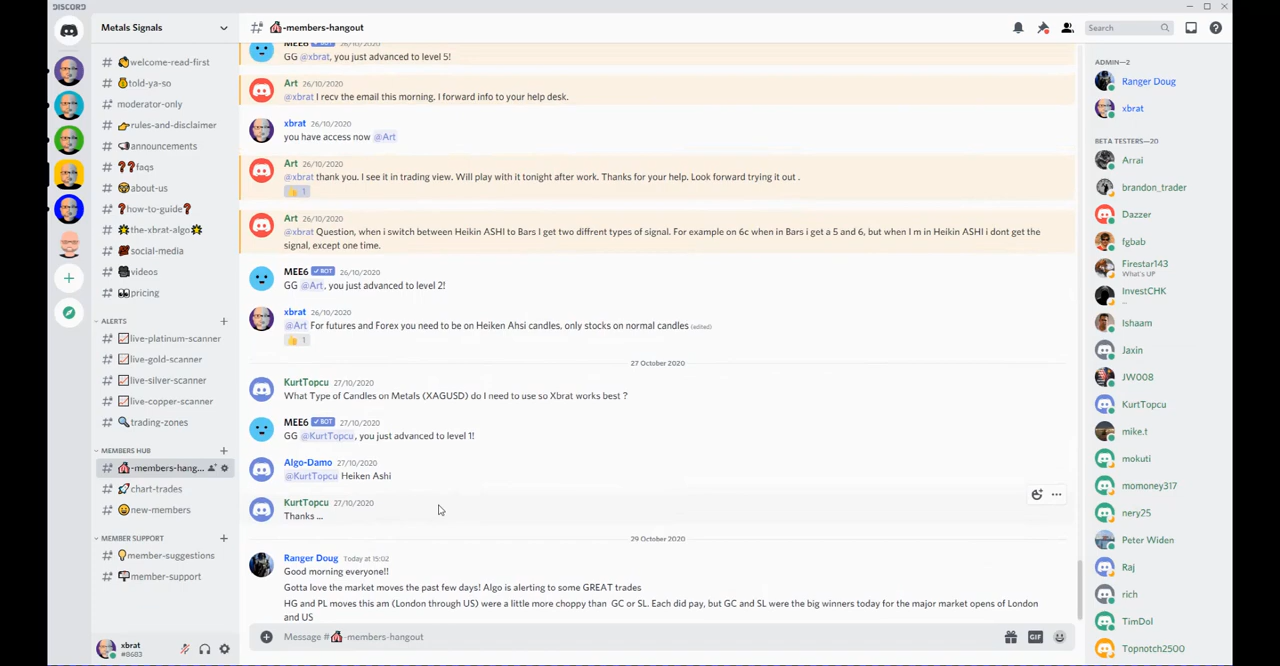 DISCORD
Metals Signals
-members-hangout
Search
welcome-read-first
told-ya-so
moderator-only
rules-and-disclaimer
announcements
faqs
about-us
how-to-guide
the-xbrat-algo
social-media
videos
pricing
ALERTS
live-platinum-scanner
live-gold-scanner
live-silver-scanner
live-copper-scanner
trading-zones
MEMBERS HUB
-members-hang...
chart-trades
new-members
MEMBER SUPPORT
member-suggestions
member-support
xbrat
#8683
MEE6 BOT 26/10/2020
GG @xbrat, you just advanced to level 5!
Art 26/10/2020
@xbrat I recv the email this morning. I forward info to your help desk.
xbrat 26/10/2020
you have access now @Art
Art 26/10/2020
@xbrat thank you. I see it in trading view. Will play with it tonight after work. Thanks for your help. Look forward trying it out .
1
Art 26/10/2020
@xbrat Question, when i switch between Heikin ASHI to Bars I get two diffrent types of signal. For example on 6c when in Bars i get a 5 and 6, but when I m in Heikin ASHI i dont get the
signal, except one time.
MEE6 BOT 26/10/2020
GG @Art, you just advanced to level 2!
xbrat 26/10/2020
@Art For futures and Forex you need to be on Heiken Ahsi candles, only stocks on normal candles (edited)
1
27 October 2020
KurtTopcu 27/10/2020
What Type of Candles on Metals (XAGUSD) do I need to use so Xbrat works best ?
MEE6 BOT 27/10/2020
GG @KurtTopcu, you just advanced to level 1!
Algo-Damo 27/10/2020
@KurtTopcu Heiken Ashi
KurtTopcu 27/10/2020
Thanks ...
29 October 2020
Ranger Doug Today at 15:02
Good morning everyone!!
Gotta love the market moves the past few days! Algo is alerting to some GREAT trades
HG and PL moves this am (London through US) were a little more choppy than GC or SL. Each did pay, but GC and SL were the big winners today for the major market opens of London
and US
Message #-members-hangout
GIF
ADMIN—2
Ranger Doug
xbrat
BETA TESTERS—20
Arrai
brandon_trader
Dazzer
fgbab
Firestar143
What's UP
InvestCHK
..
Ishaam
Jaxin
JW008
KurtTopcu
mike.t
mokuti
momoney317
nery25
Peter Widen
Raj
rich
TimDol
Topnotch2500